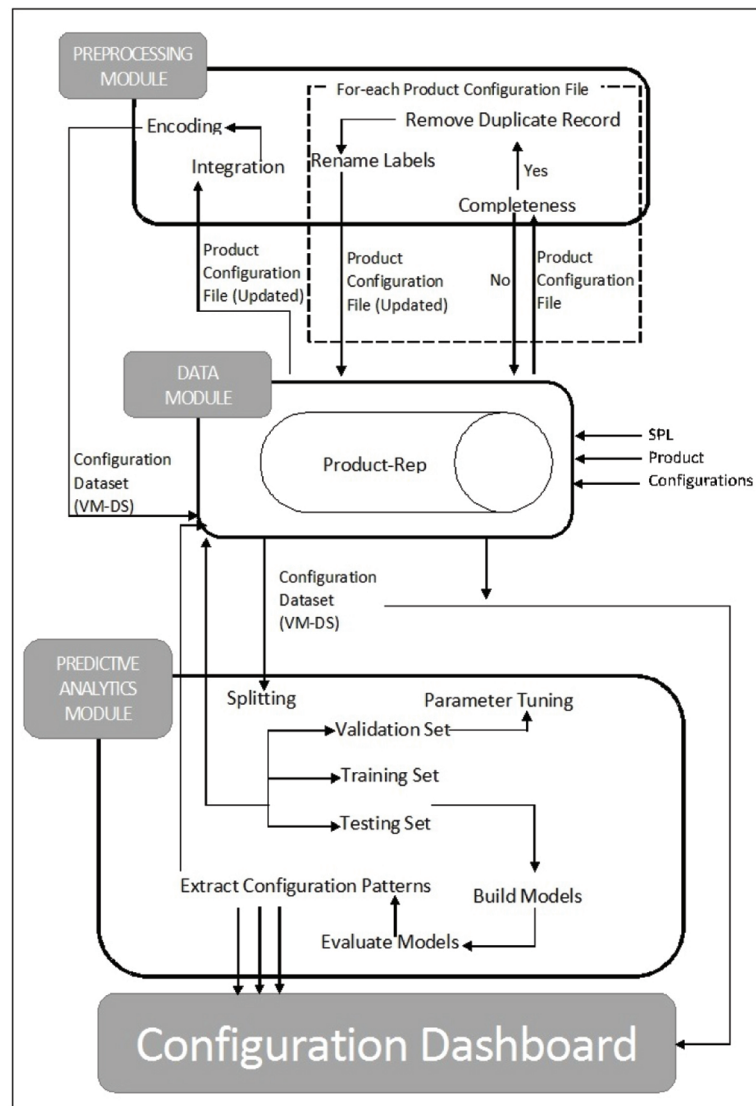 PREPROCESSING
MODULE
For-each Product Configuration File
Encoding
Remove Duplicate Record
Integration
Rename Labels
Yes
Completeness
Product
Configuration
File (Updated)
Product
Configuration
File (Updated)
No
Product
Configuration
File
DATA
MODULE
Product-Rep
SPL
Product
Configurations
Configuration
Dataset
(VM-DS)
Configuration
Dataset
(VM-DS)
PREDICTIVE
ANALYTICS
MODULE
Splitting
Parameter Tuning
Validation Set
Training Set
Testing Set
Extract Configuration Patterns
Build Models
Evaluate Models
Configuration Dashboard